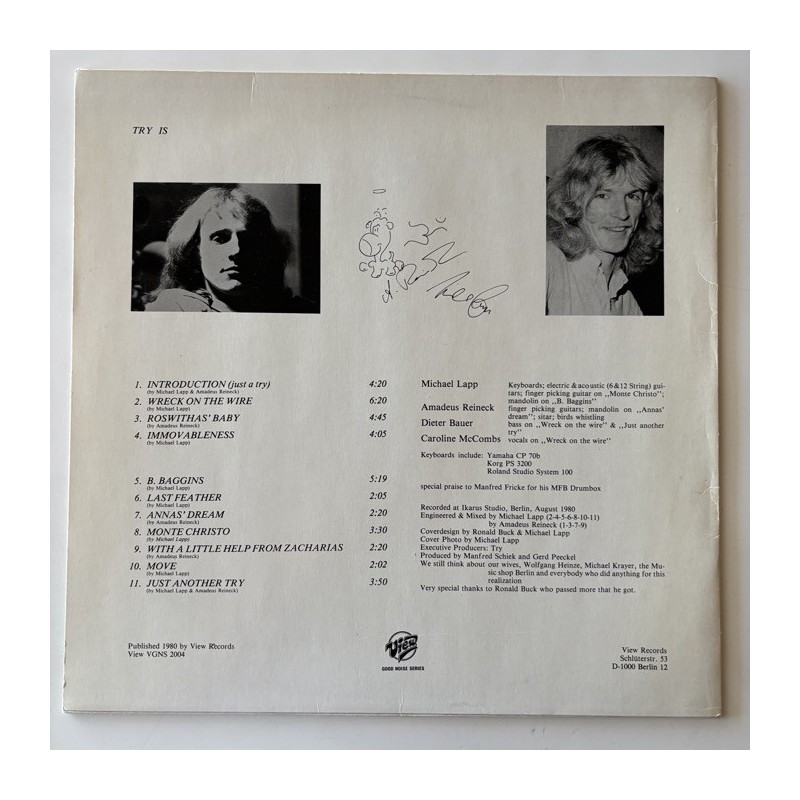 TRY IS
1. INTRODUCTION (just a try) 4:20
(by Michael Lapp & Amadeus Reineck)
2. WRECK ON THE WIRE 6:20
(by Michael Lapp)
3. ROSWITHAS' BABY 4:45
(by Amadeus Reineck)
4. IMMOVABLENESS 4:05
(by Michael Lapp)
5. B. BAGGINS 5:19
(by Michael Lapp)
6. LAST FEATHER 2:05
(by Michael Lapp)
7. ANNAS' DREAM 2:20
(by Amadeus Reineck)
8. MONTE CHRISTO 3:30
(by Michael Lapp)
9. WITH A LITTLE HELP FROM ZACHARIAS 2:20
(by Amadeus Reineck)
10. MOVE 2:02
(by Michael Lapp)
11. JUST ANOTHER TRY 3:50
(by Michael Lapp & Amadeus Reineck)
Michael Lapp Keyboards; electric & acoustic (6&12 String) gui-
tars; finger picking guitar on ,,Monte Christo";
mandolin on ,,B. Baggins"
Amadeus Reineck finger picking guitars; mandolin on ,,Annas'
dream"; sitar; birds whistling
Dieter Bauer bass on ,,Wreck on the wire" & ,,Just another
try"
Caroline McCombs vocals on ,,Wreck on the wire"
Keyboards include: Yamaha CP 70b
Korg PS 3200
Roland Studio System 100
special praise to Manfred Fricke for his MFB Drumbox
Recorded at Ikarus Studio, Berlin, August 1980
Engineered & Mixed by Michael Lapp (2-4-5-6-8-10-11)
by Amadeus Reineck (1-3-7-9)
Coverdesign by Ronald Buck & Michael Lapp
Cover Photo by Michael Lapp
Executive Producers: Try
Produced by Manfred Schiek and Gerd Peeckel
We still think about our wives, Wolfgang Heinze, Michael Krayer, the Mu-
sic shop Berlin and everybody who did anything for this
realization
Very special thanks to Ronald Buck who passed more that he got.
Published 1980 by View Records
View VGNS 2004
View
GOOD NOISE SERIES
View Records
Schlüterstr. 53
D-1000 Berlin 12